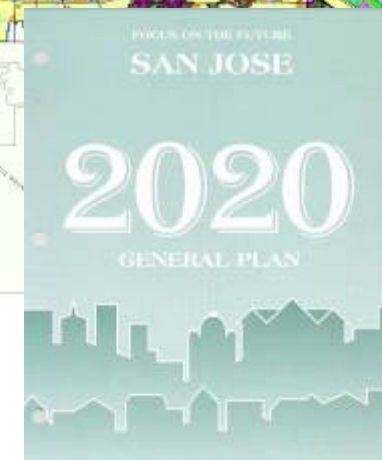 FOCUS ON THE FUTURE
SAN JOSE
2020
GENERAL PLAN